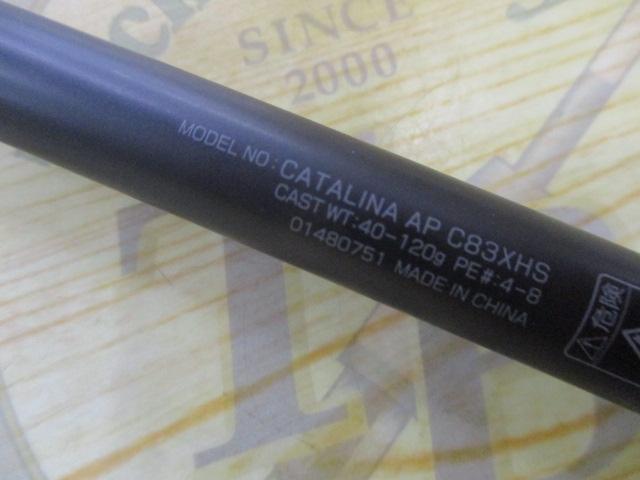 SINCE
2000
MODEL NO.: CATALINA AP C83XHS
CAST WT.:40-120g PE#.:4-8
01480751 MADE IN CHINA
危険